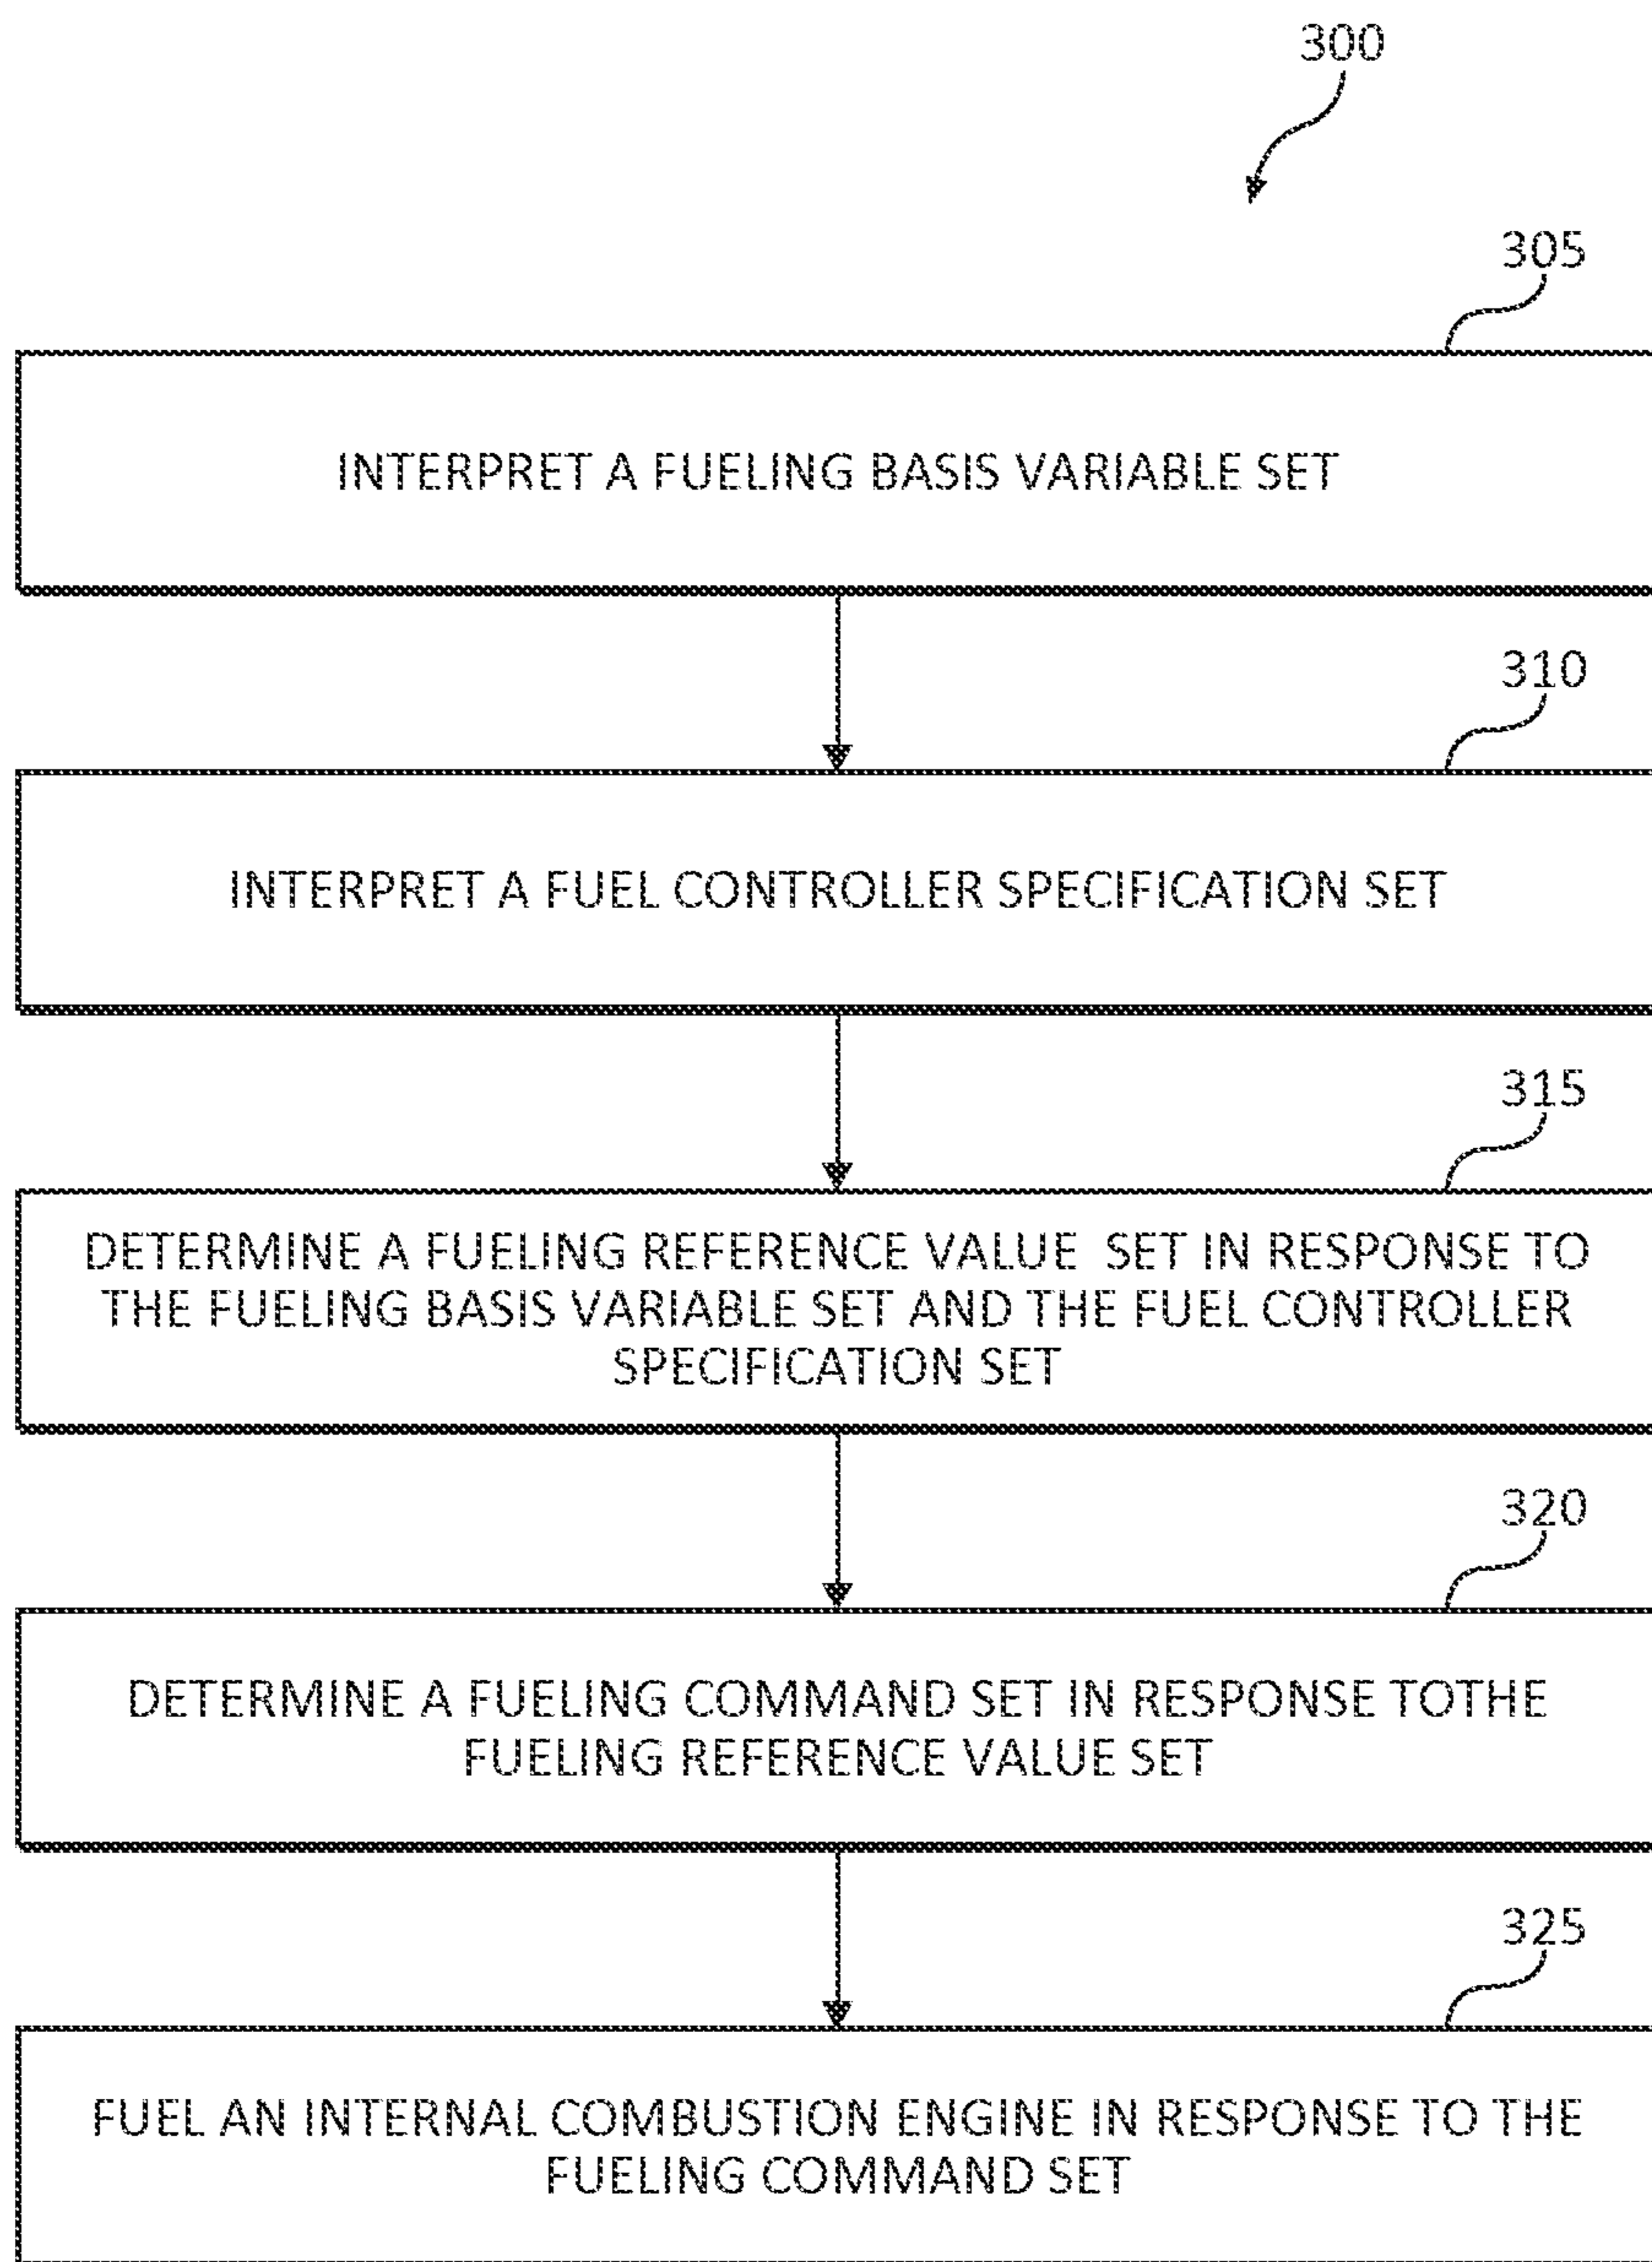 300
305
INTERPRET A FUELING BASIS VARIABLE SET
310
INTERPRET A FUEL CONTROLLER SPECIFICATION SET
315
DETERMINE A FUELING REFERENCE VALUE SET IN RESPONSE TO
THE FUELING BASIS VARIABLE SET AND THE FUEL CONTROLLER
SPECIFICATION SET
320
DETERMINE A FUELING COMMAND SET IN RESPONSE TOTHE
FUELING REFERENCE VALUE SET
325
FUEL AN INTERNAL COMBUSTION ENGINE IN RESPONSE TO THE
FUELING COMMAND SET